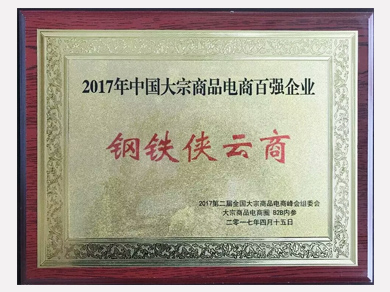 2017年中国大宗商品电商百强企业
钢铁侠云商
2017第二届全国大宗商品电商峰会组委会
大宗商品电商圈 B2B内参
二零一七年四月十五日